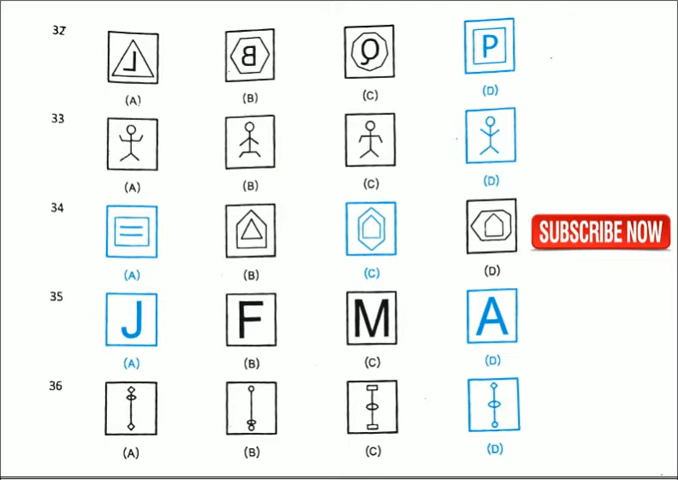 32
L B Q P
(A) (B) (C) (D)
33
(A) (B) (C) (D)
34
SUBSCRIBE NOW
(A) (B) (C) (D)
35
J F M A
(A) (B) (C) (D)
36
(A) (B) (C) (D)